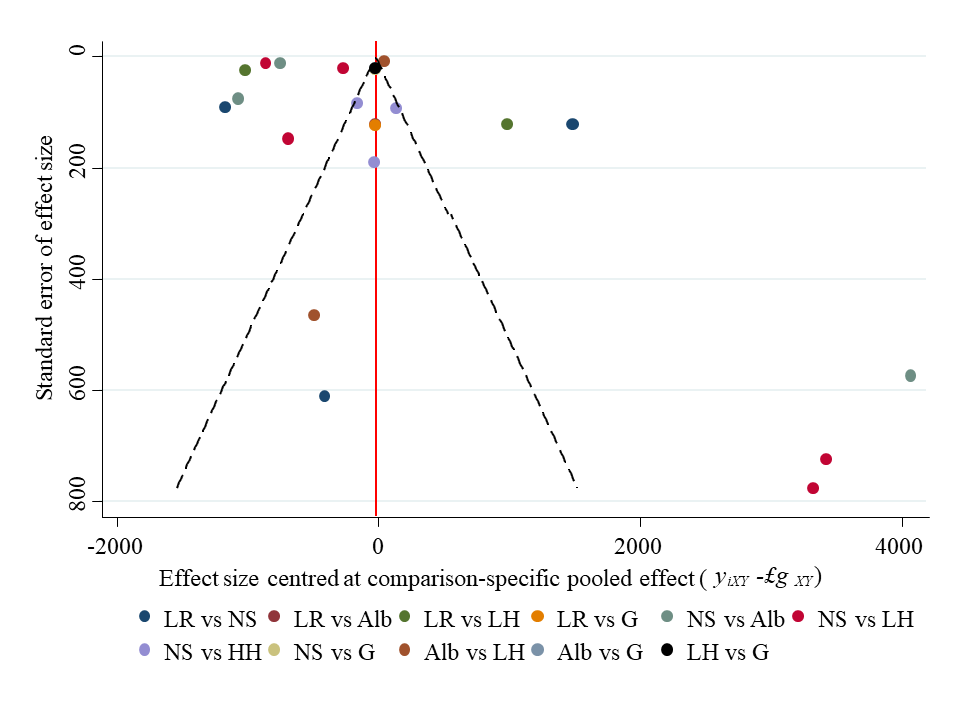 0
200
400
600
800
Standard error of effect size
-2000 0 2000 4000
Effect size centred at comparison-specific pooled effect ( yiXY -£g XY)
LR vs NS LR vs Alb LR vs LH LR vs G NS vs Alb NS vs LH
NS vs HH NS vs G Alb vs LH Alb vs G LH vs G